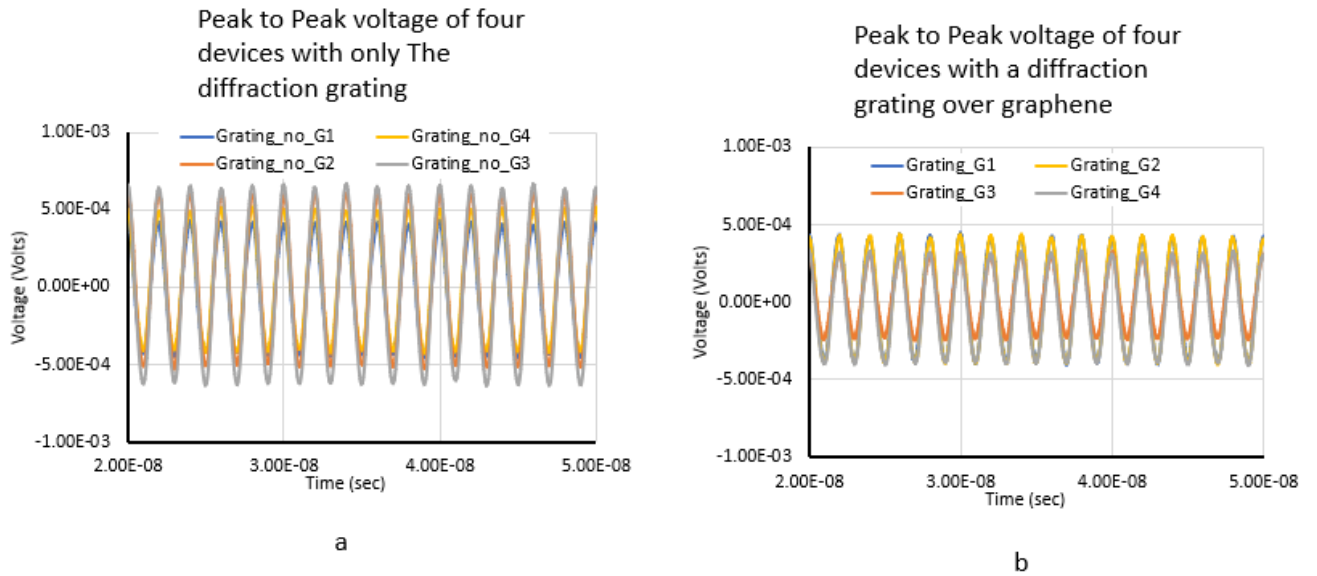 Peak to Peak voltage of four
devices with only The
diffraction grating
1.00E-03
Grating_no_G1
Grating_no_G4
Grating_no_G2
Grating_no_G3
5.00E-04
0.00E+00
-5.00E-04
-1.00E-03
Voltage (Volts)
2.00E-08
3.00E-08
4.00E-08
5.00E-08
Time (sec)
a
Peak to Peak voltage of four
devices with a diffraction
grating over graphene
1.00E-03
Grating_G1
Grating_G2
Grating_G3
Grating_G4
5.00E-04
0.00E+00
-5.00E-04
-1.00E-03
Voltage (Volts)
2.00E-08
3.00E-08
4.00E-08
5.00E-08
Time (sec)
b